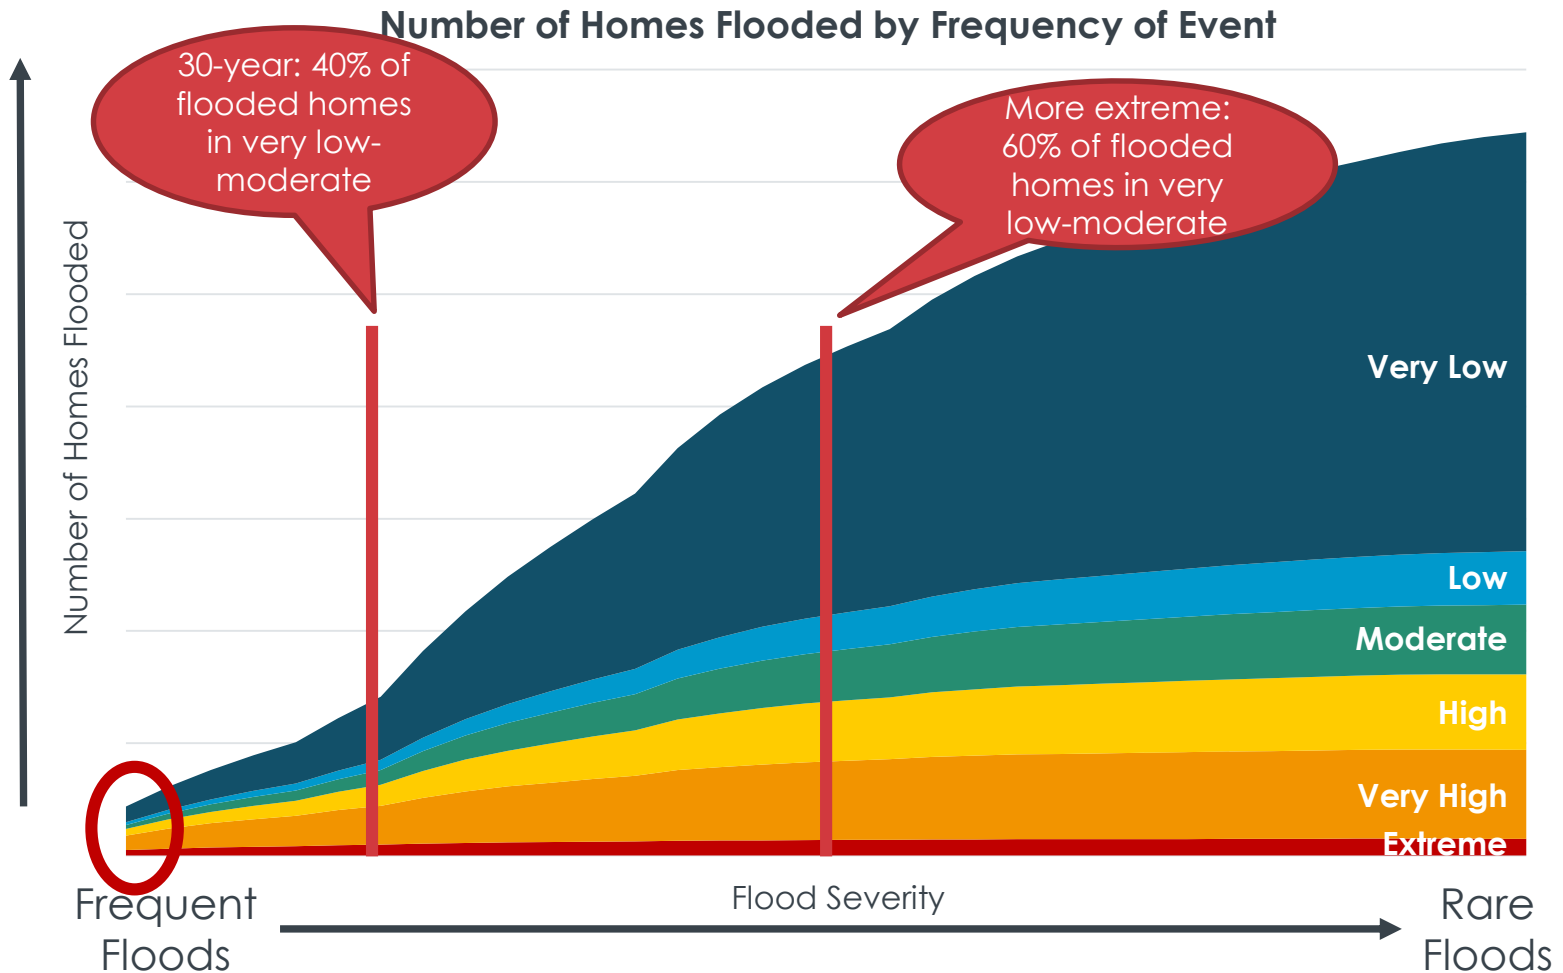 Number of Homes Flooded by Frequency of Event
30-year: 40% of
flooded homes
in very low-
moderate
More extreme:
60% of flooded
homes in very
low-moderate
Number of Homes Flooded
Very Low
Low
Moderate
High
Very High
Extreme
Frequent
Floods
Flood Severity
Rare
Floods